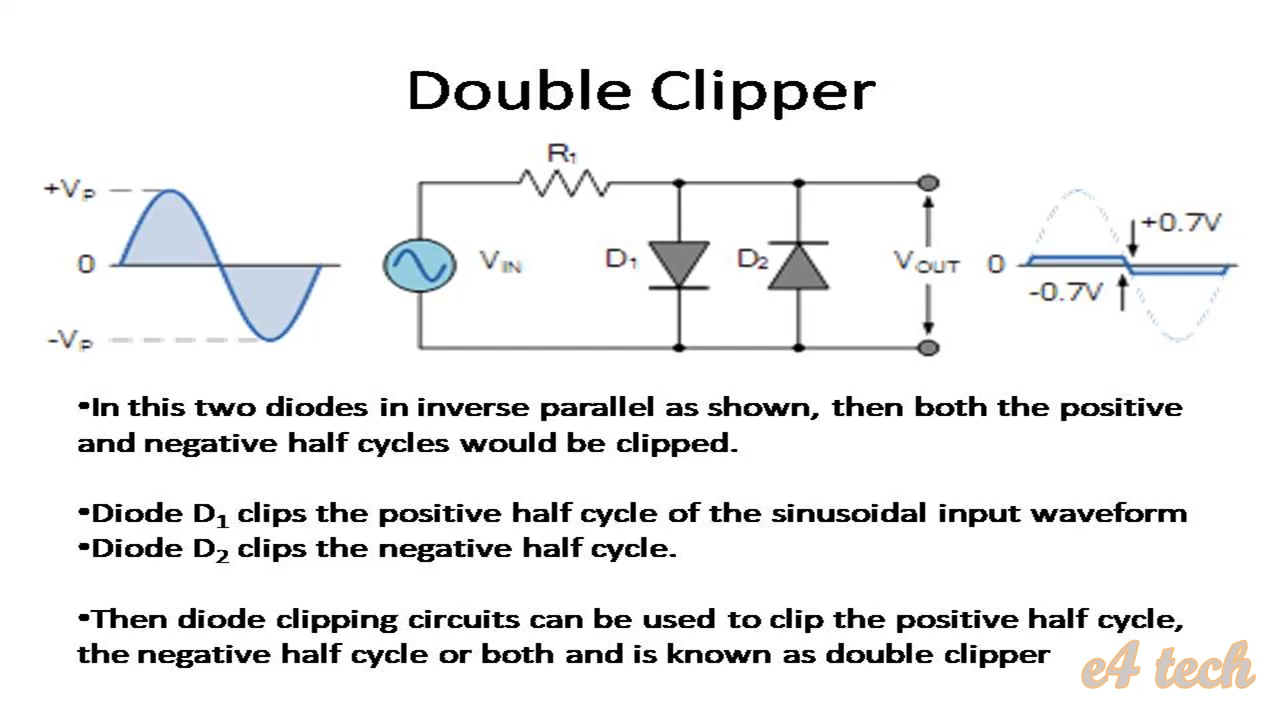 Double Clipper
R₁
+VP
+0.7V
0
VIN
D₁
D₂
VOUT
0
-0.7V
-VP
•In this two diodes in inverse parallel as shown, then both the positive
and negative half cycles would be clipped.
•Diode D₁ clips the positive half cycle of the sinusoidal input waveform
•Diode D₂ clips the negative half cycle.
•Then diode clipping circuits can be used to clip the positive half cycle,
the negative half cycle or both and is known as double clipper
e4 tech